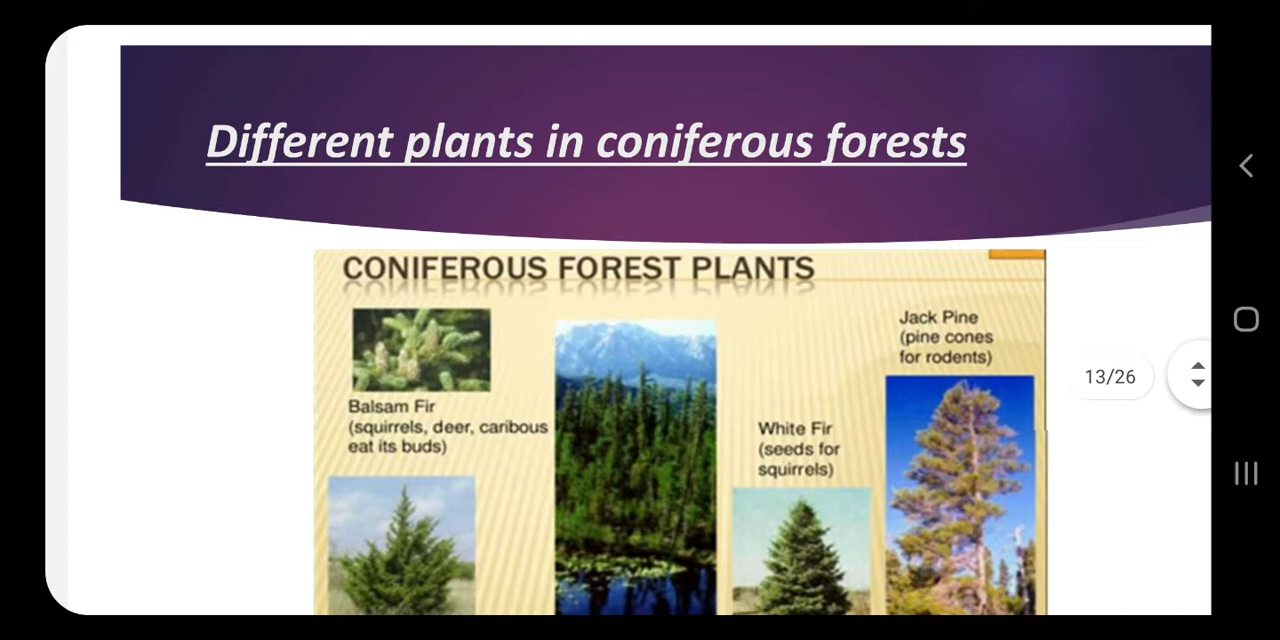 Different plants in coniferous forests
CONIFEROUS FOREST PLANTS
Balsam Fir
(squirrels, deer, caribous
eat its buds)
White Fir
(seeds for
squirrels)
Jack Pine
(pine cones
for rodents)
13/26